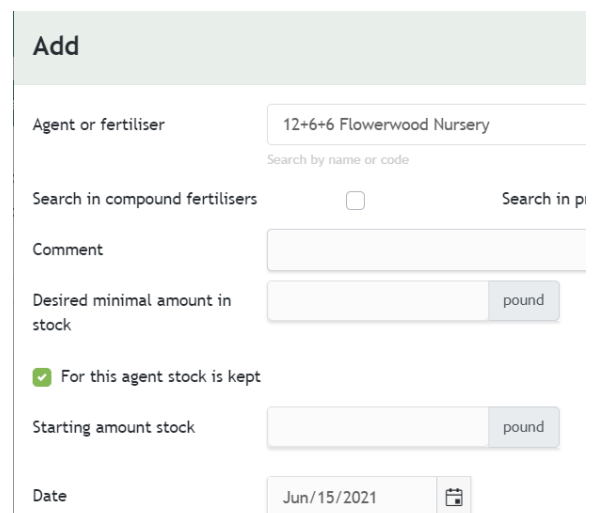 Add
Agent or fertiliser
12+6+6 Flowerwood Nursery
Search by name or code
Search in compound fertilisers
Search in
Comment
Desired minimal amount in
stock
pound
For this agent stock is kept
Starting amount stock
pound
Date
Jun/15/2021